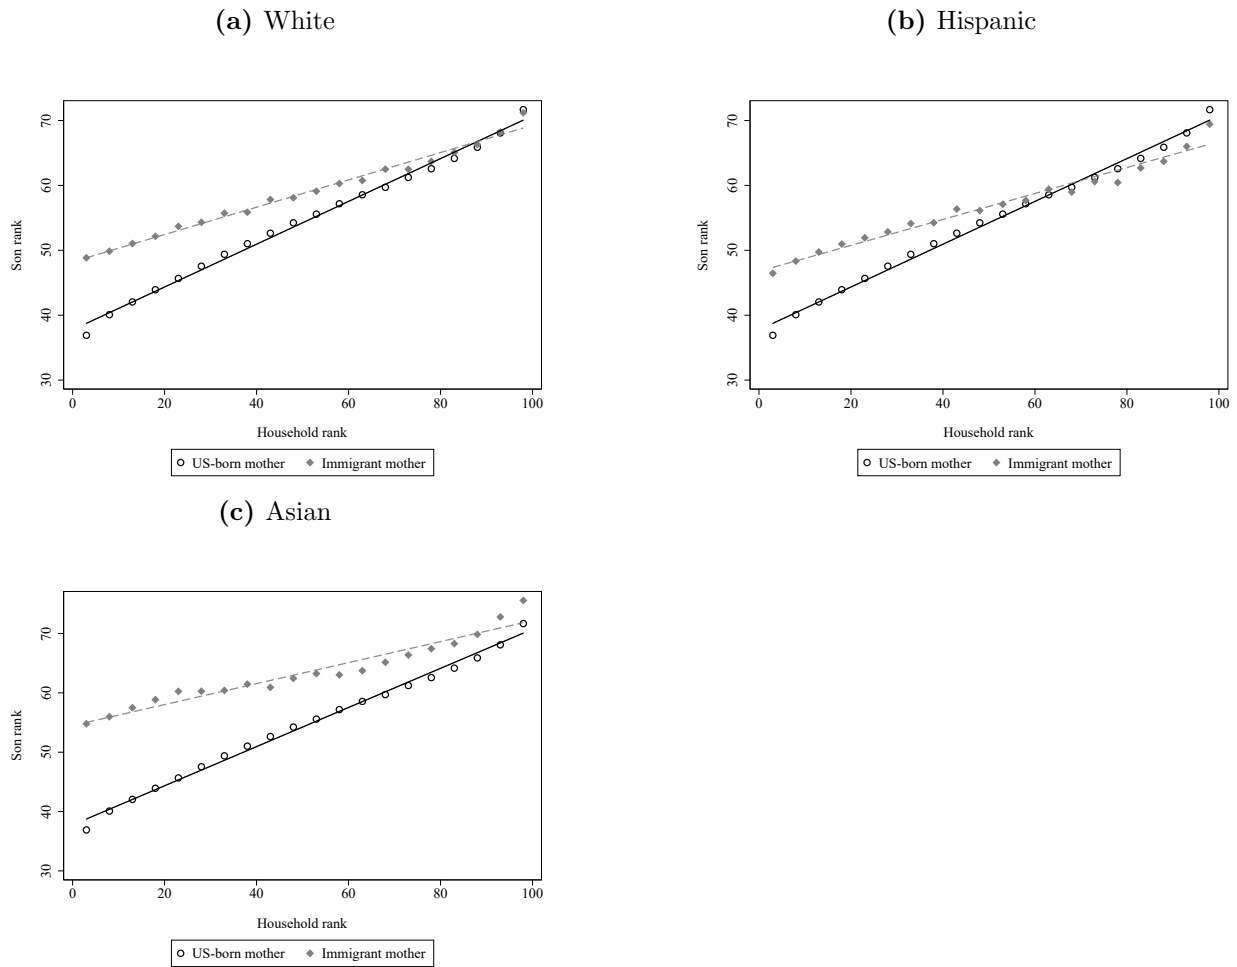 (a) White
(b) Hispanic
Son rank
30 40 50 60 70
0 20 40 60 80 100
Household rank
US-born mother Immigrant mother
Son rank
30 40 50 60 70
0 20 40 60 80 100
Household rank
US-born mother Immigrant mother
(c) Asian
Son rank
30 40 50 60 70
0 20 40 60 80 100
Household rank
US-born mother Immigrant mother